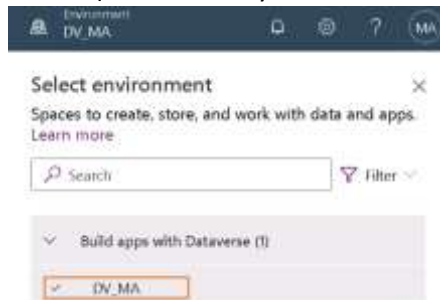 Environment
DV_MA
? MA
Select environment
Spaces to create, store, and work with data and apps.
Learn more
Search
Filter
Build apps with Dataverse (1)
DV_MA